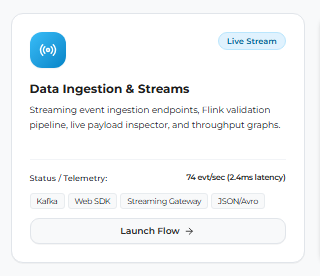 Live Stream
Data Ingestion & Streams
Streaming event ingestion endpoints, Flink validation
pipeline, live payload inspector, and throughput graphs.
Status / Telemetry: 74 evt/sec (2.4ms latency)
Kafka Web SDK Streaming Gateway JSON/Avro
Launch Flow →